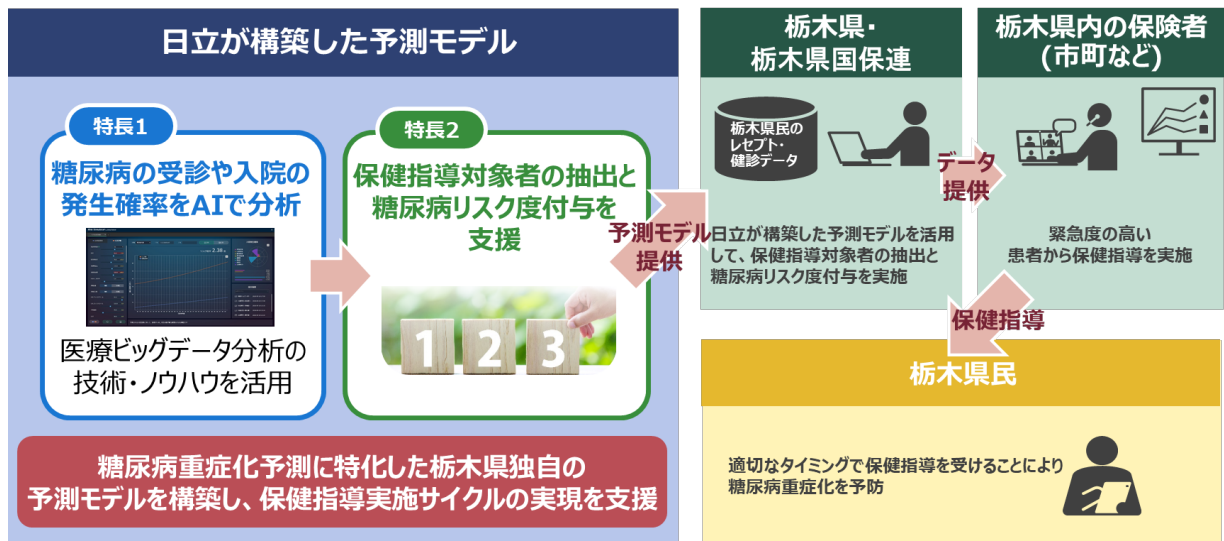 日立が構築した予測モデル
特長1
糖尿病の受診や入院の
発生確率をAIで分析
医療ビッグデータ分析の
技術・ノウハウを活用
特長2
保健指導対象者の抽出と
糖尿病リスク度付与を
支援
1 2 3
糖尿病重症化予測に特化した栃木県独自の
予測モデルを構築し、保健指導実施サイクルの実現を支援
予測モデル
提供
栃木県・
栃木県国保連
栃木県民の
レセプト・
健診データ
日立が構築した予測モデルを活用
して、保健指導対象者の抽出と
糖尿病リスク度付与を実施
データ
提供
栃木県内の保険者
(市町など)
緊急度の高い
患者から保健指導を実施
保健指導
栃木県民
適切なタイミングで保健指導を受けることにより
糖尿病重症化を予防